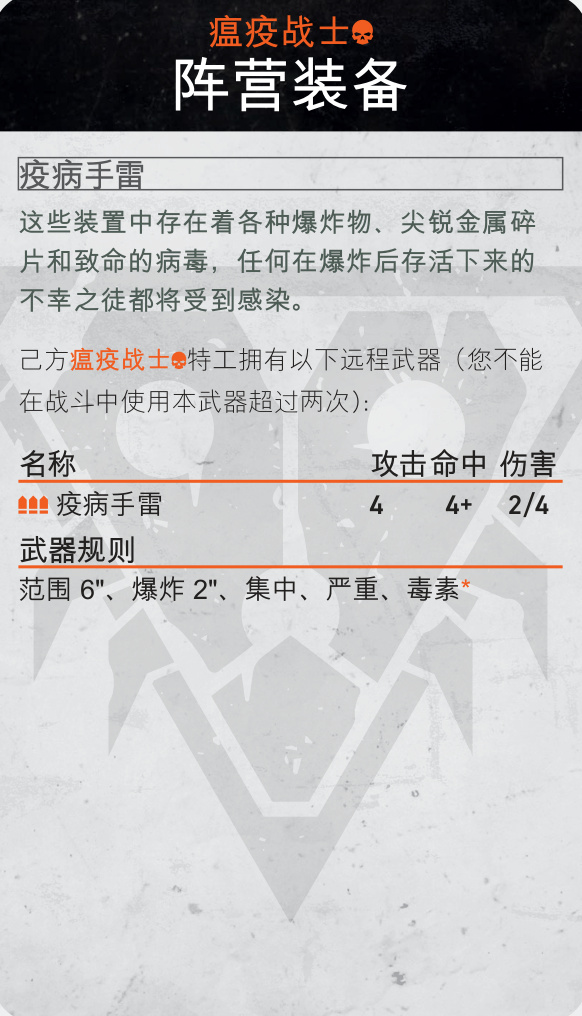 瘟疫战士
阵营装备
疫病手雷
这些装置中存在着各种爆炸物、尖锐金属碎
片和致命的病毒，任何在爆炸后存活下来的
不幸之徒都将受到感染。
己方瘟疫战士特工拥有以下远程武器（您不能
在战斗中使用本武器超过两次）：
名称 攻击 命中 伤害
疫病手雷 4 4+ 2/4
武器规则
范围 6"、爆炸 2"、集中、严重、毒素*